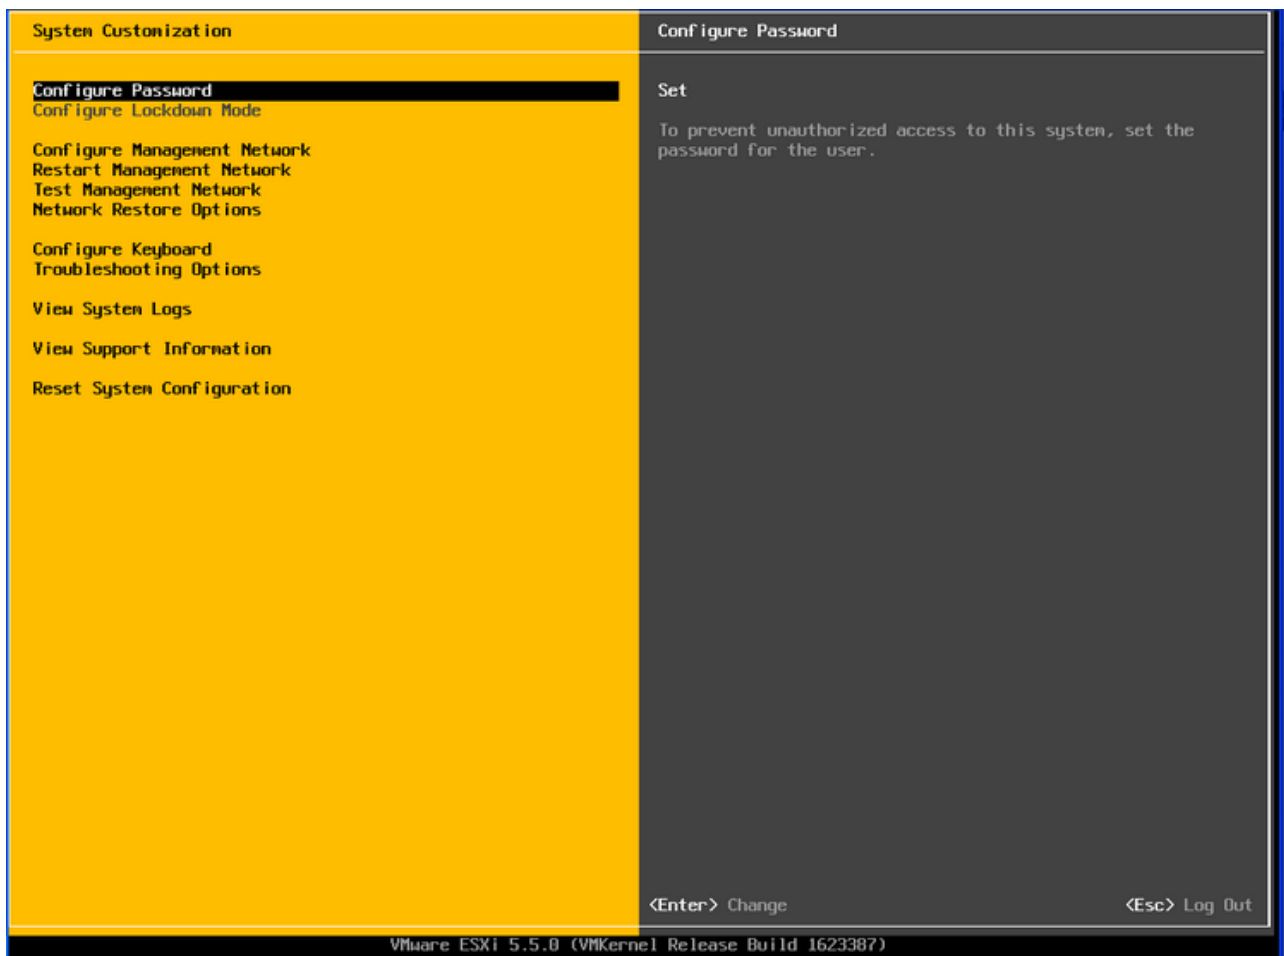 System Customization
Configure Password
Configure Password
Configure Lockdown Mode
Configure Management Network
Restart Management Network
Test Management Network
Network Restore Options
Configure Keyboard
Troubleshooting Options
View System Logs
View Support Information
Reset System Configuration
Set
To prevent unauthorized access to this system, set the
password for the user.
<Enter> Change
<Esc> Log Out
VMware ESXi 5.5.0 (VMKernel Release Build 1623387)